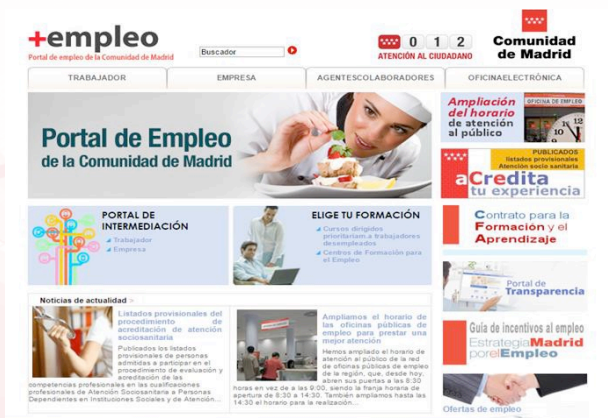 +empleo
Portal de empleo de la Comunidad de Madrid
Buscador
0 1 2
ATENCIÓN AL CIUDADANO
Comunidad
de Madrid
TRABAJADOR
EMPRESA
AGENTESCOLABORADORES
OFICINAELECTRÓNICA
Portal de Empleo
de la Comunidad de Madrid
Ampliación
del horario
de atención
al público
OFICINA DE EMPLEO
PUBLICADOS
listados provisionales
Atención socio sanitaria
aCredita
tu experiencia
PORTAL DE
INTERMEDIACIÓN
Trabajador
Empresa
ELIGE TU FORMACIÓN
Cursos dirigidos
prioritariam.a trabajadores
desempleados
Centros de Formación para
el Empleo
Contrato para la
Formación y el
Aprendizaje
Portal de
Transparencia
Noticias de actualidad
Listados provisionales del
procedimiento de
acreditación de atención
sociosanitaria
Publicados los listados
provisionales de personas
admitidas a participar en el
procedimiento de evaluación y
acreditación de las
competencias profesionales en las cualificaciones
profesionales de Atención Sociosanitaria a Personas
Dependientes en Instituciones Sociales y de Atención...
Ampliamos el horario de
las oficinas públicas de
empleo para prestar una
mejor atención
Hemos ampliado el horario de
atención al público de la red
de oficinas públicas de empleo
de la región, que, desde hoy,
abren sus puertas a las 8:30
horas en vez de a las 9:00, siendo la franja horaria de
apertura de 8:30 a 14:30. También ampliamos hasta las
14:30 el horario para la realización...
Guía de incentivos al empleo
EstrategiaMadrid
porelEmpleo
Ofertas de empleo